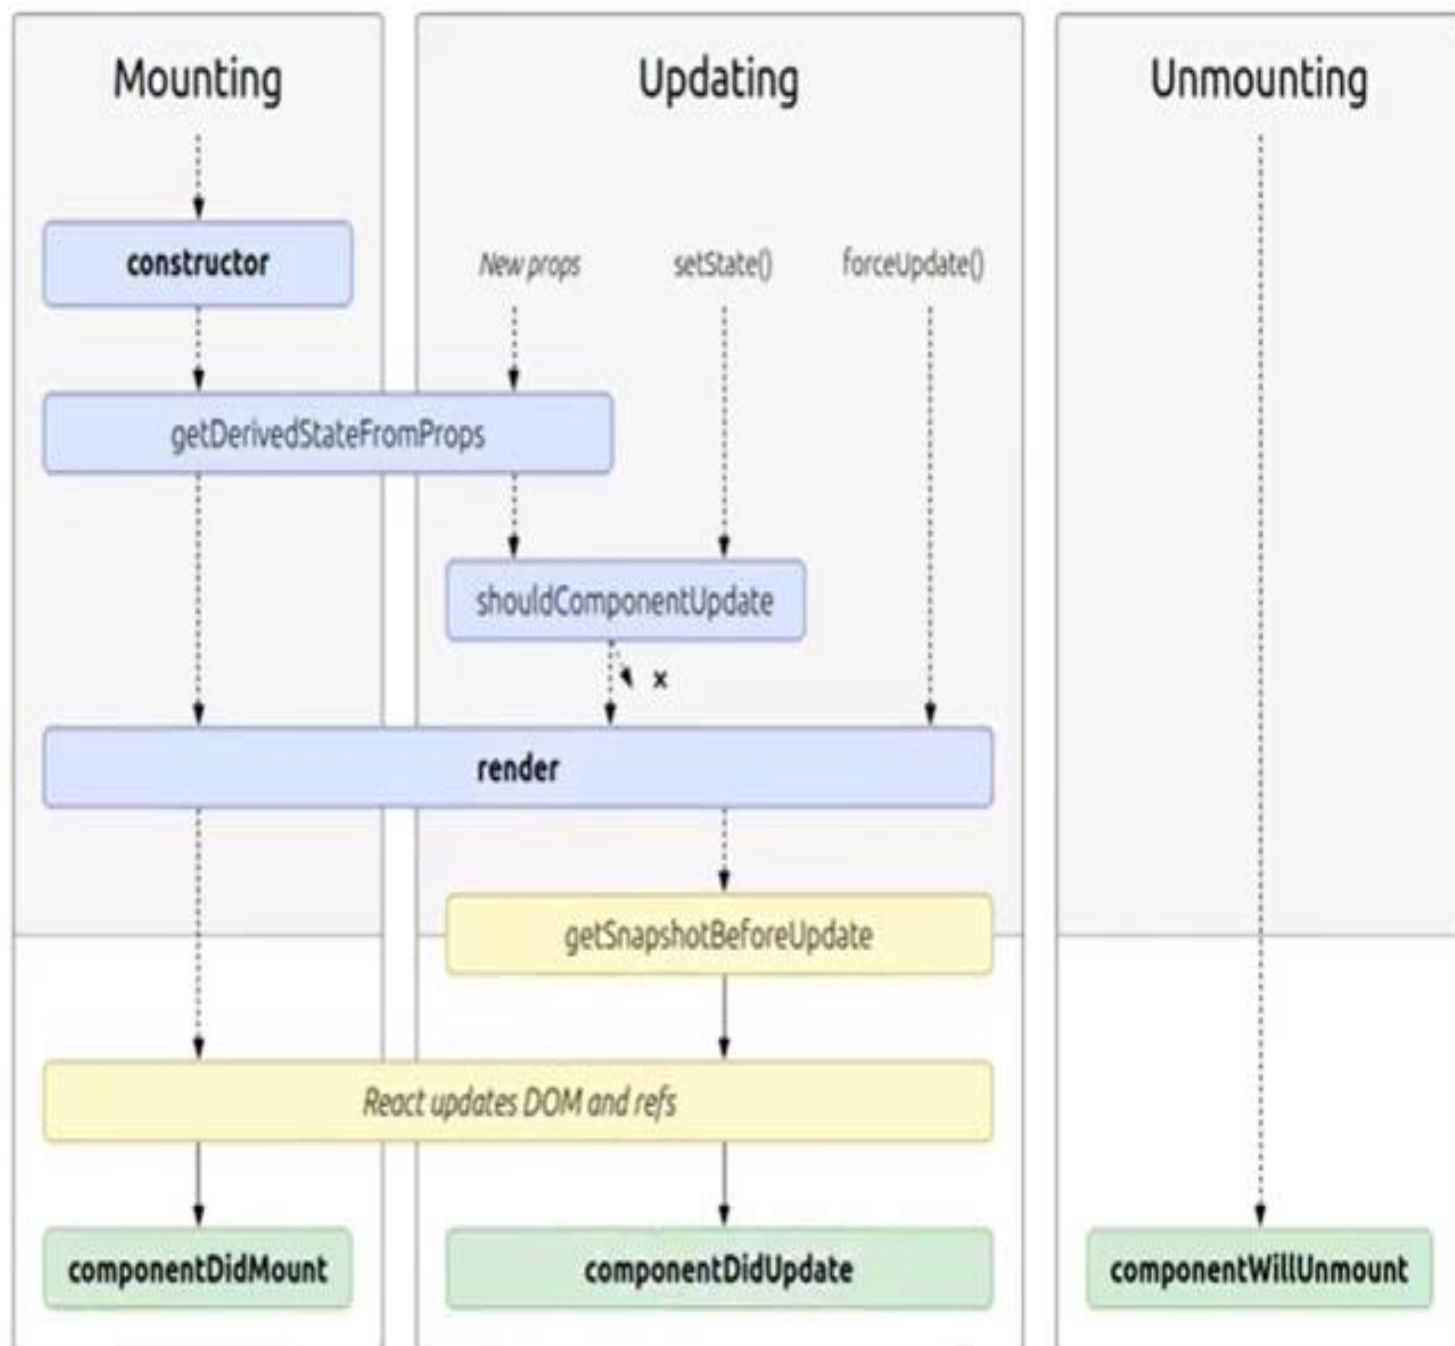 Mounting
Updating
Unmounting
constructor
New props
setState()
forceUpdate()
getDerivedStateFromProps
shouldComponentUpdate
x
render
getSnapshotBeforeUpdate
React updates DOM and refs
componentDidMount
componentDidUpdate
componentWillUnmount